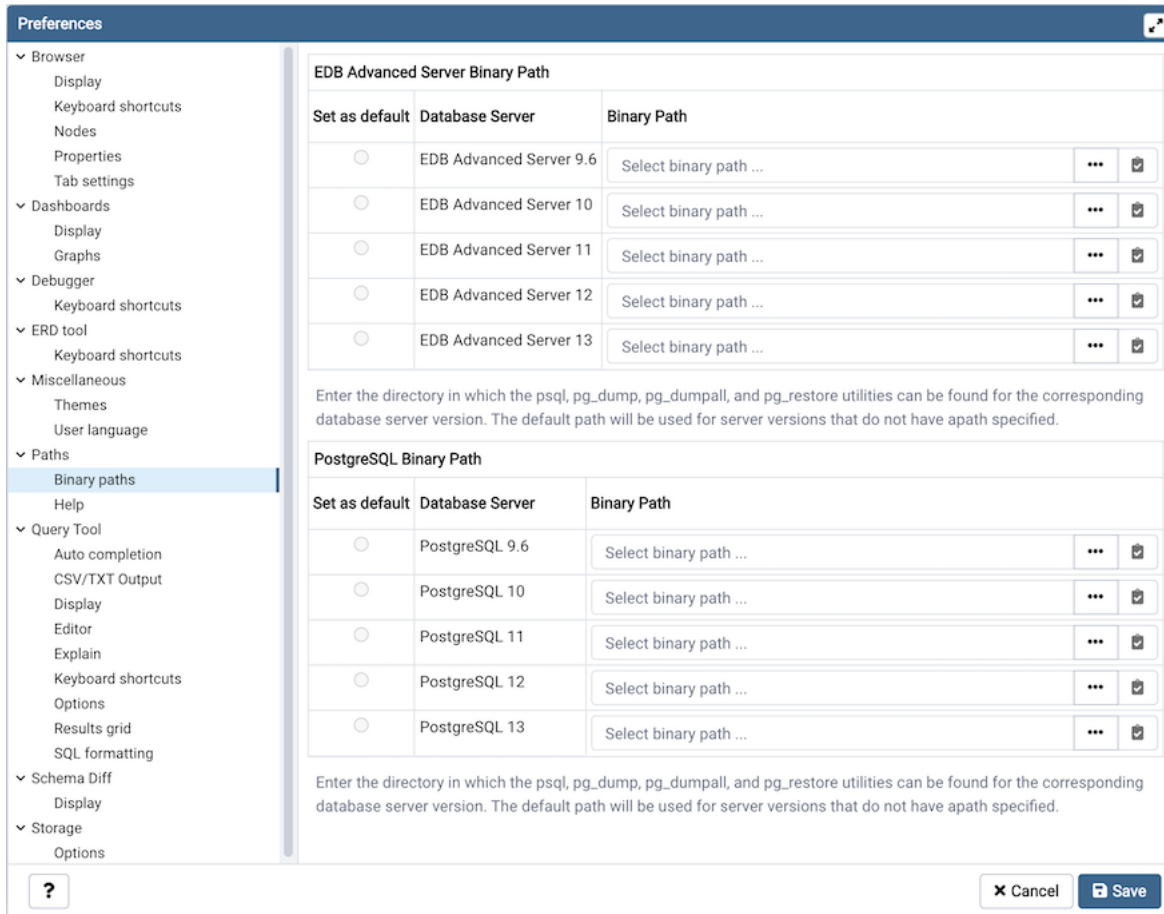 Preferences
Browser
Display
Keyboard shortcuts
Nodes
Properties
Tab settings
Dashboards
Display
Graphs
Debugger
Keyboard shortcuts
ERD tool
Keyboard shortcuts
Miscellaneous
Themes
User language
Paths
Binary paths
Help
Query Tool
Auto completion
CSV/TXT Output
Display
Editor
Explain
Keyboard shortcuts
Options
Results grid
SQL formatting
Schema Diff
Display
Storage
Options
EDB Advanced Server Binary Path
Set as default Database Server Binary Path
EDB Advanced Server 9.6 Select binary path ...
EDB Advanced Server 10 Select binary path ...
EDB Advanced Server 11 Select binary path ...
EDB Advanced Server 12 Select binary path ...
EDB Advanced Server 13 Select binary path ...
Enter the directory in which the psql, pg_dump, pg_dumpall, and pg_restore utilities can be found for the corresponding
database server version. The default path will be used for server versions that do not have apath specified.
PostgreSQL Binary Path
Set as default Database Server Binary Path
PostgreSQL 9.6 Select binary path ...
PostgreSQL 10 Select binary path ...
PostgreSQL 11 Select binary path ...
PostgreSQL 12 Select binary path ...
PostgreSQL 13 Select binary path ...
Enter the directory in which the psql, pg_dump, pg_dumpall, and pg_restore utilities can be found for the corresponding
database server version. The default path will be used for server versions that do not have apath specified.
? Cancel Save